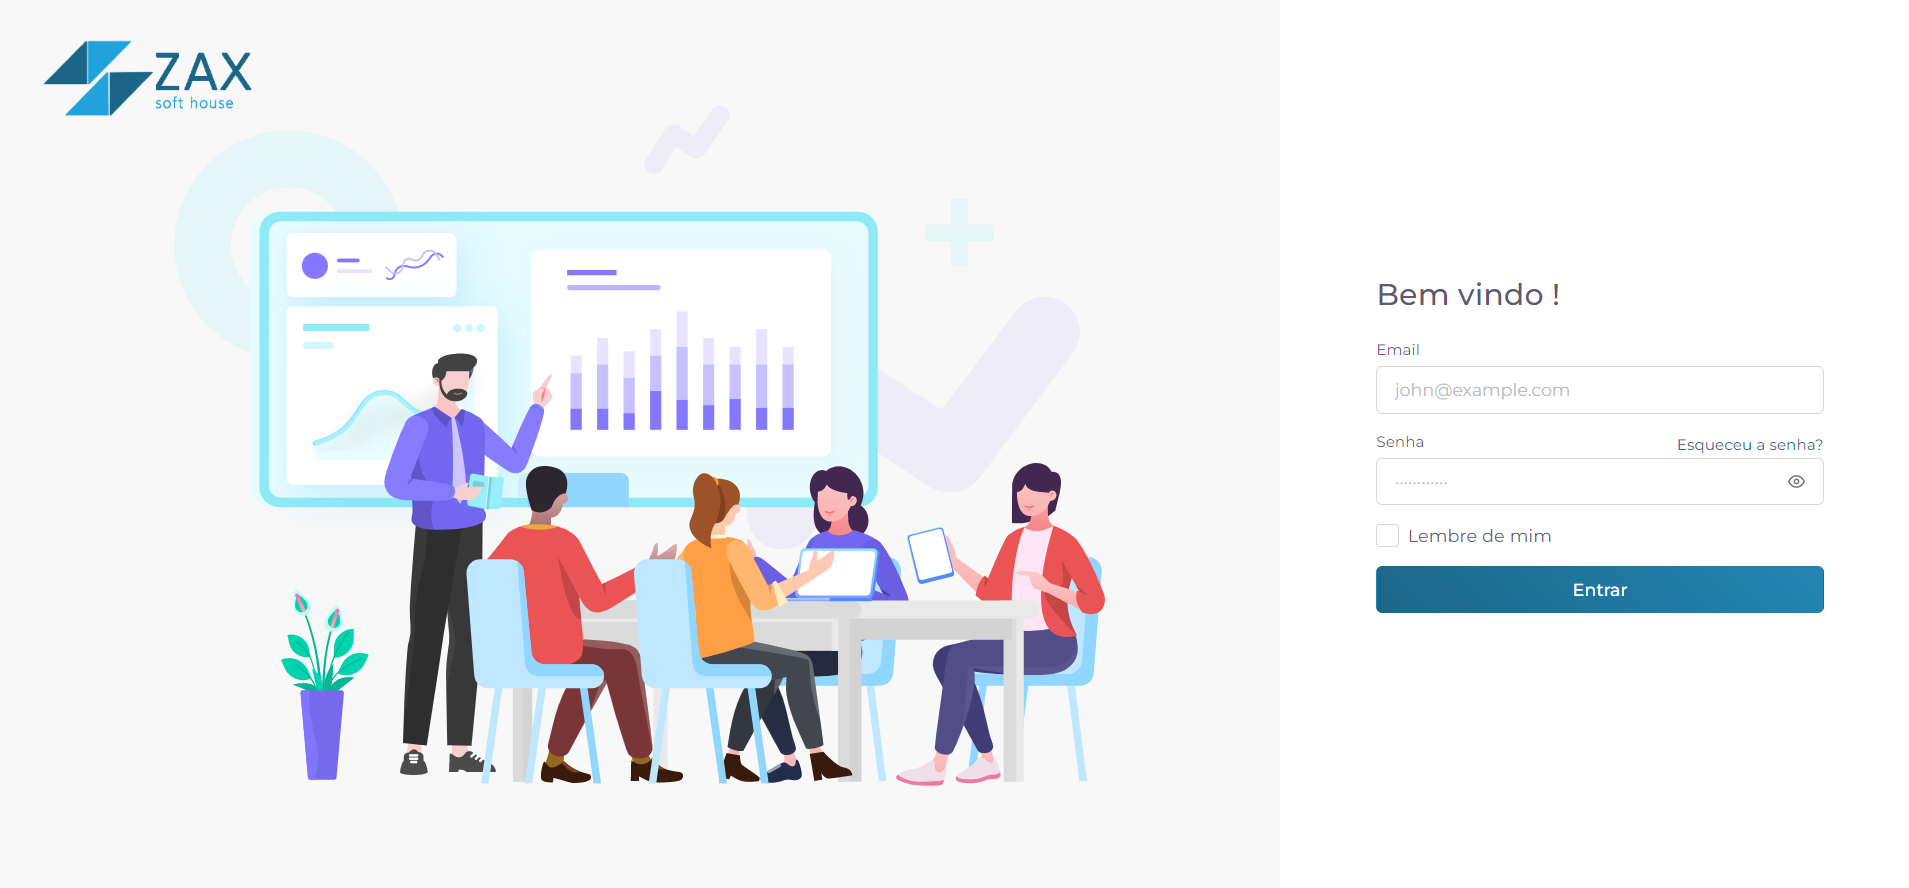 ZAX
soft house
Bem vindo !
Email
john@example.com
Senha
Esqueceu a senha?
············
Lembre de mim
Entrar